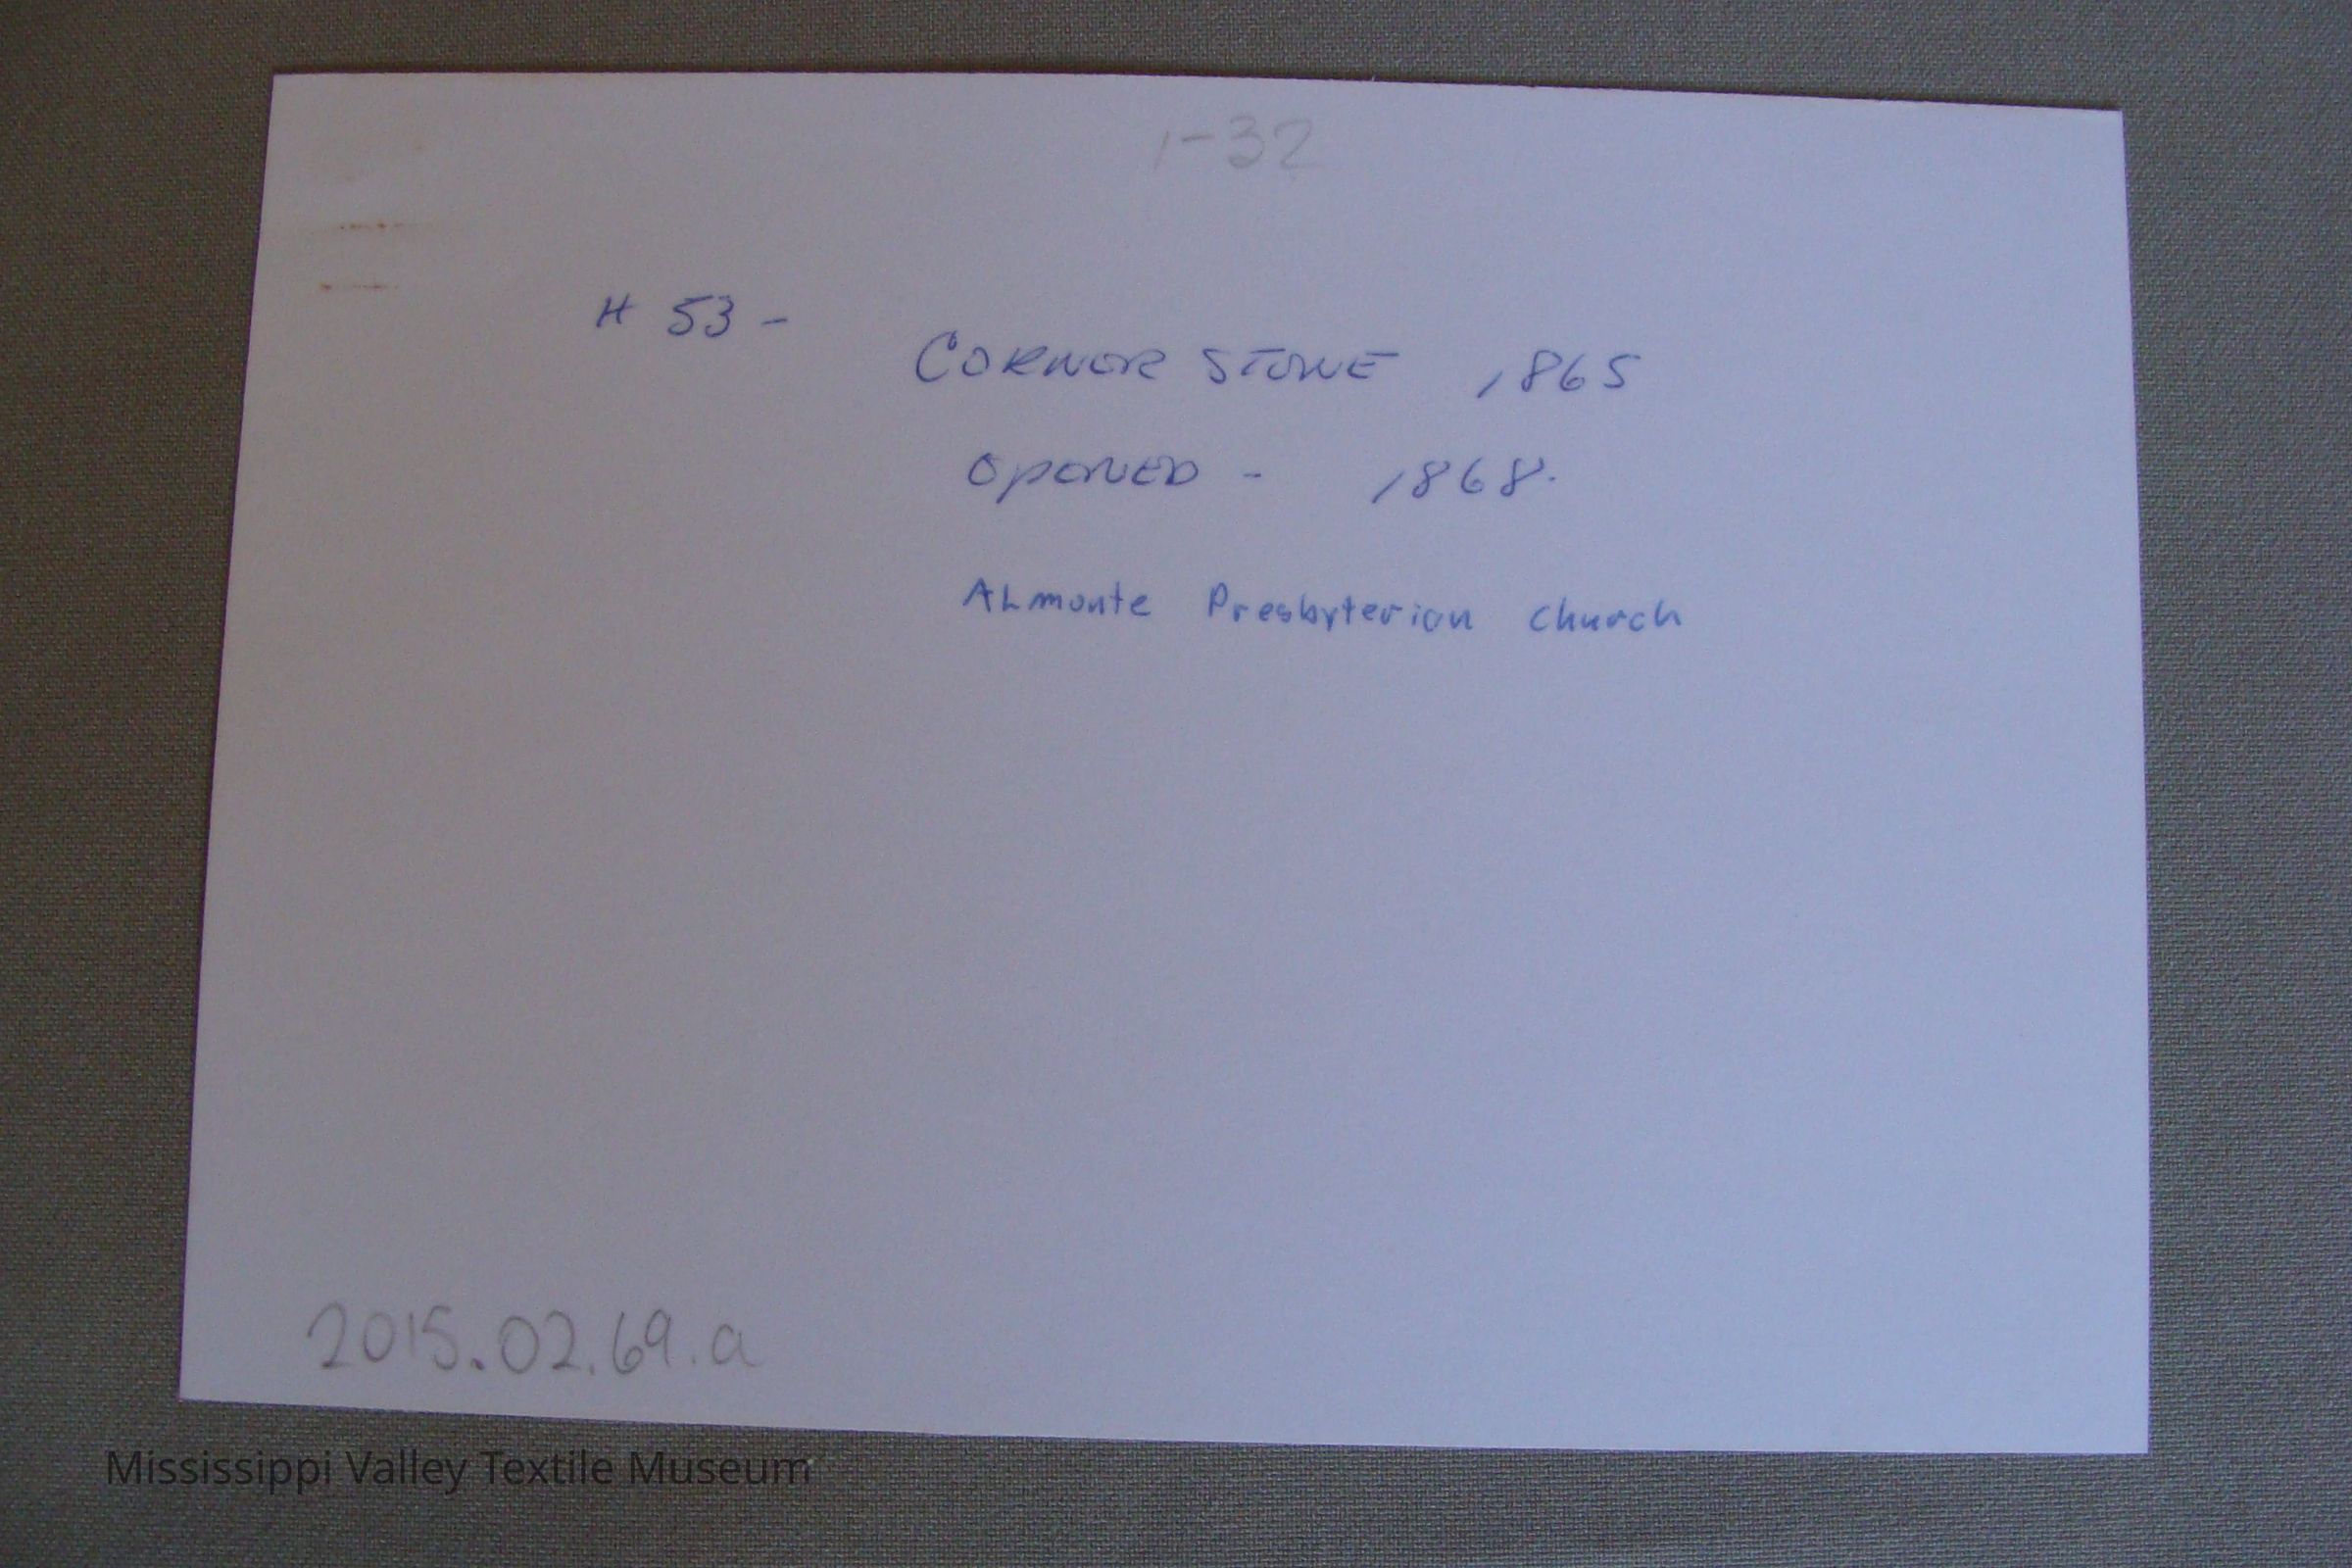 1-32
# 53 -
CORNER STONE 1865
OPENED - 1868.
ALmonte Presbyterian church
2015.02.69.a
Mississippi Valley Textile Museum